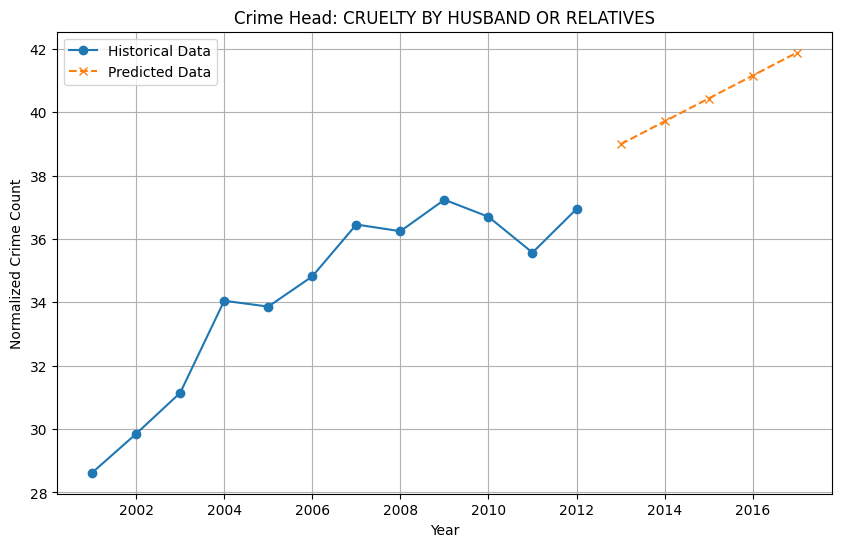 Crime Head: CRUELTY BY HUSBAND OR RELATIVES
Historical Data
Predicted Data
Normalized Crime Count
42
40
38
36
34
32
30
28
2002 2004 2006 2008 2010 2012 2014 2016
Year